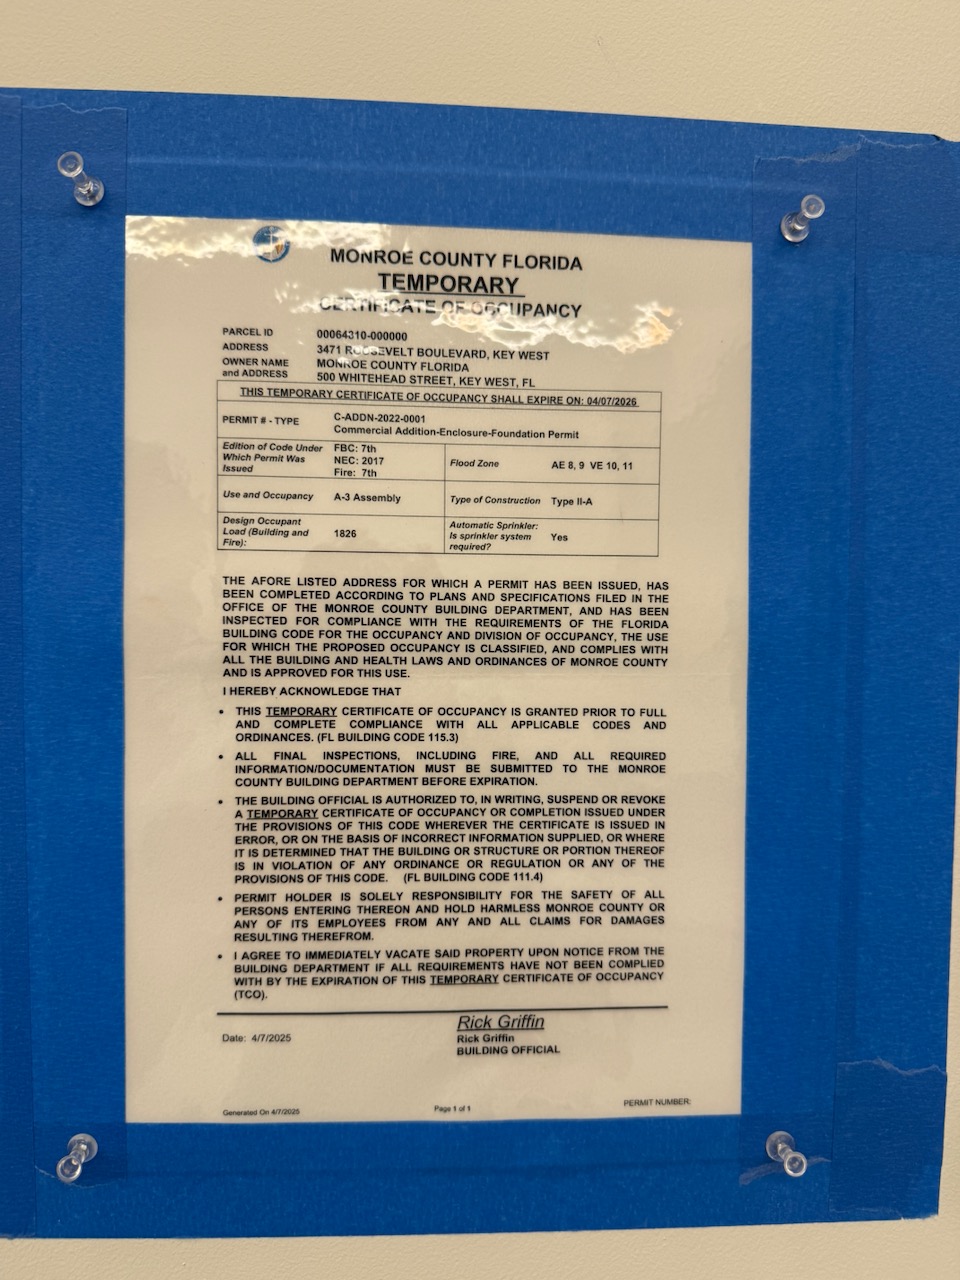 MONROE COUNTY FLORIDA
TEMPORARY
CERTIFICATE OF OCCUPANCY
PARCEL ID 00064310-000000
ADDRESS 3471 ROOSEVELT BOULEVARD, KEY WEST
OWNER NAME MONROE COUNTY FLORIDA
and ADDRESS 500 WHITEHEAD STREET, KEY WEST, FL
THIS TEMPORARY CERTIFICATE OF OCCUPANCY SHALL EXPIRE ON: 04/07/2026
PERMIT # - TYPE C-ADDN-2022-0001
Commercial Addition-Enclosure-Foundation Permit
Edition of Code Under FBC: 7th
Which Permit Was NEC: 2017 Flood Zone AE 8, 9 VE 10, 11
Issued Fire: 7th
Use and Occupancy A-3 Assembly Type of Construction Type II-A
Design Occupant Automatic Sprinkler:
Load (Building and 1826 Is sprinkler system Yes
Fire): required?
THE AFORE LISTED ADDRESS FOR WHICH A PERMIT HAS BEEN ISSUED, HAS
BEEN COMPLETED ACCORDING TO PLANS AND SPECIFICATIONS FILED IN THE
OFFICE OF THE MONROE COUNTY BUILDING DEPARTMENT, AND HAS BEEN
INSPECTED FOR COMPLIANCE WITH THE REQUIREMENTS OF THE FLORIDA
BUILDING CODE FOR THE OCCUPANCY AND DIVISION OF OCCUPANCY, THE USE
FOR WHICH THE PROPOSED OCCUPANCY IS CLASSIFIED, AND COMPLIES WITH
ALL THE BUILDING AND HEALTH LAWS AND ORDINANCES OF MONROE COUNTY
AND IS APPROVED FOR THIS USE.
I HEREBY ACKNOWLEDGE THAT
• THIS TEMPORARY CERTIFICATE OF OCCUPANCY IS GRANTED PRIOR TO FULL
AND COMPLETE COMPLIANCE WITH ALL APPLICABLE CODES AND
ORDINANCES. (FL BUILDING CODE 115.3)
• ALL FINAL INSPECTIONS, INCLUDING FIRE, AND ALL REQUIRED
INFORMATION/DOCUMENTATION MUST BE SUBMITTED TO THE MONROE
COUNTY BUILDING DEPARTMENT BEFORE EXPIRATION.
• THE BUILDING OFFICIAL IS AUTHORIZED TO, IN WRITING, SUSPEND OR REVOKE
A TEMPORARY CERTIFICATE OF OCCUPANCY OR COMPLETION ISSUED UNDER
THE PROVISIONS OF THIS CODE WHEREVER THE CERTIFICATE IS ISSUED IN
ERROR, OR ON THE BASIS OF INCORRECT INFORMATION SUPPLIED, OR WHERE
IT IS DETERMINED THAT THE BUILDING OR STRUCTURE OR PORTION THEREOF
IS IN VIOLATION OF ANY ORDINANCE OR REGULATION OR ANY OF THE
PROVISIONS OF THIS CODE. (FL BUILDING CODE 111.4)
• PERMIT HOLDER IS SOLELY RESPONSIBILITY FOR THE SAFETY OF ALL
PERSONS ENTERING THEREON AND HOLD HARMLESS MONROE COUNTY OR
ANY OF ITS EMPLOYEES FROM ANY AND ALL CLAIMS FOR DAMAGES
RESULTING THEREFROM.
• I AGREE TO IMMEDIATELY VACATE SAID PROPERTY UPON NOTICE FROM THE
BUILDING DEPARTMENT IF ALL REQUIREMENTS HAVE NOT BEEN COMPLIED
WITH BY THE EXPIRATION OF THIS TEMPORARY CERTIFICATE OF OCCUPANCY
(TCO).
Rick Griffin
Date: 4/7/2025 Rick Griffin
BUILDING OFFICIAL
Generated On 4/7/2025 Page 1 of 1 PERMIT NUMBER: